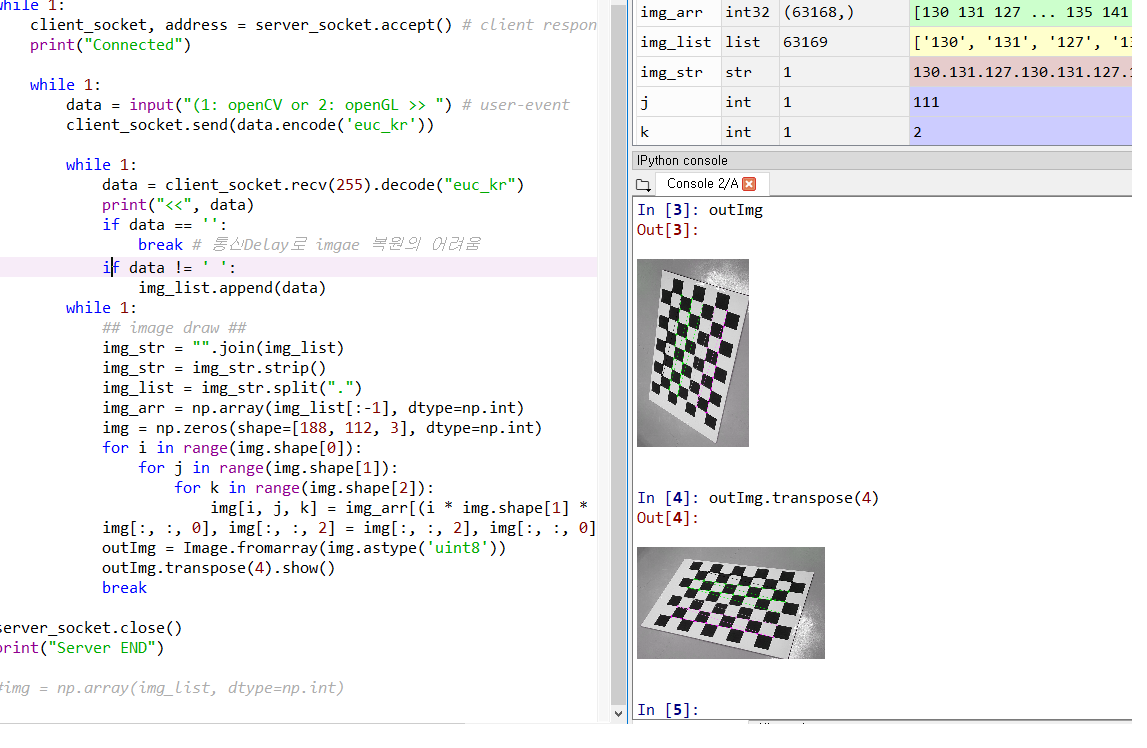 while 1:
    client_socket, address = server_socket.accept() # client respon
    print("Connected")
    while 1:
        data = input("(1: openCV or 2: openGL >> ") # user-event
        client_socket.send(data.encode('euc_kr'))
        while 1:
            data = client_socket.recv(255).decode("euc_kr")
            print("<<", data)
            if data == '':
                break # 통신Delay로 imgae 복원의 어려움
            if data != ' ':
                img_list.append(data)
        while 1:
            ## image draw ##
            img_str = "".join(img_list)
            img_str = img_str.strip()
            img_list = img_str.split(".")
            img_arr = np.array(img_list[:-1], dtype=np.int)
            img = np.zeros(shape=[188, 112, 3], dtype=np.int)
            for i in range(img.shape[0]):
                for j in range(img.shape[1]):
                    for k in range(img.shape[2]):
                        img[i, j, k] = img_arr[(i * img.shape[1] *
            img[:, :, 0], img[:, :, 2] = img[:, :, 2], img[:, :, 0]
            outImg = Image.fromarray(img.astype('uint8'))
            outImg.transpose(4).show()
            break
server_socket.close()
print("Server END")
#img = np.array(img_list, dtype=np.int)
img_arr int32 (63168,) [130 131 127 ... 135 141
img_list list 63169 ['130', '131', '127', '1
img_str str 1 130.131.127.130.131.127.1
j int 1 111
k int 1 2
IPython console
Console 2/A
In [3]: outImg
Out[3]:
In [4]: outImg.transpose(4)
Out[4]:
In [5]: